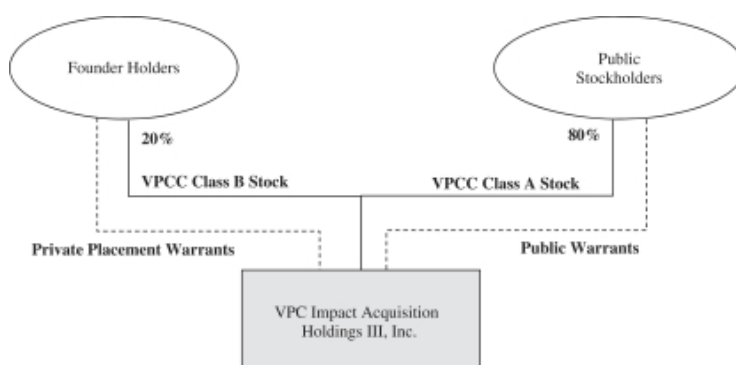 Founder Holders
Public
Stockholders
20%
80%
VPCC Class B Stock
VPCC Class A Stock
Private Placement Warrants
Public Warrants
VPC Impact Acquisition
Holdings III, Inc.